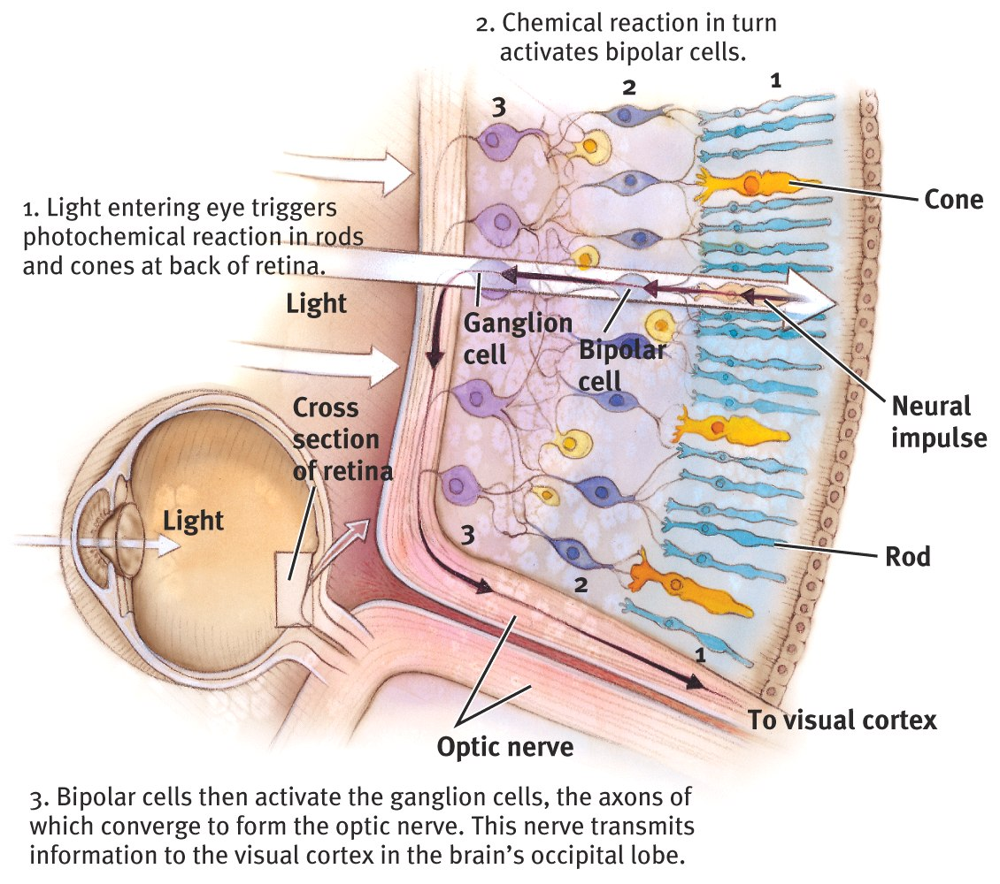 2. Chemical reaction in turn
activates bipolar cells.
1
2
3
1. Light entering eye triggers
photochemical reaction in rods
and cones at back of retina.
Cone
Light
Ganglion
cell
Bipolar
cell
Neural
impulse
Cross
section
of retina
Light
3
2
1
Rod
To visual cortex
Optic nerve
3. Bipolar cells then activate the ganglion cells, the axons of
which converge to form the optic nerve. This nerve transmits
information to the visual cortex in the brain’s occipital lobe.